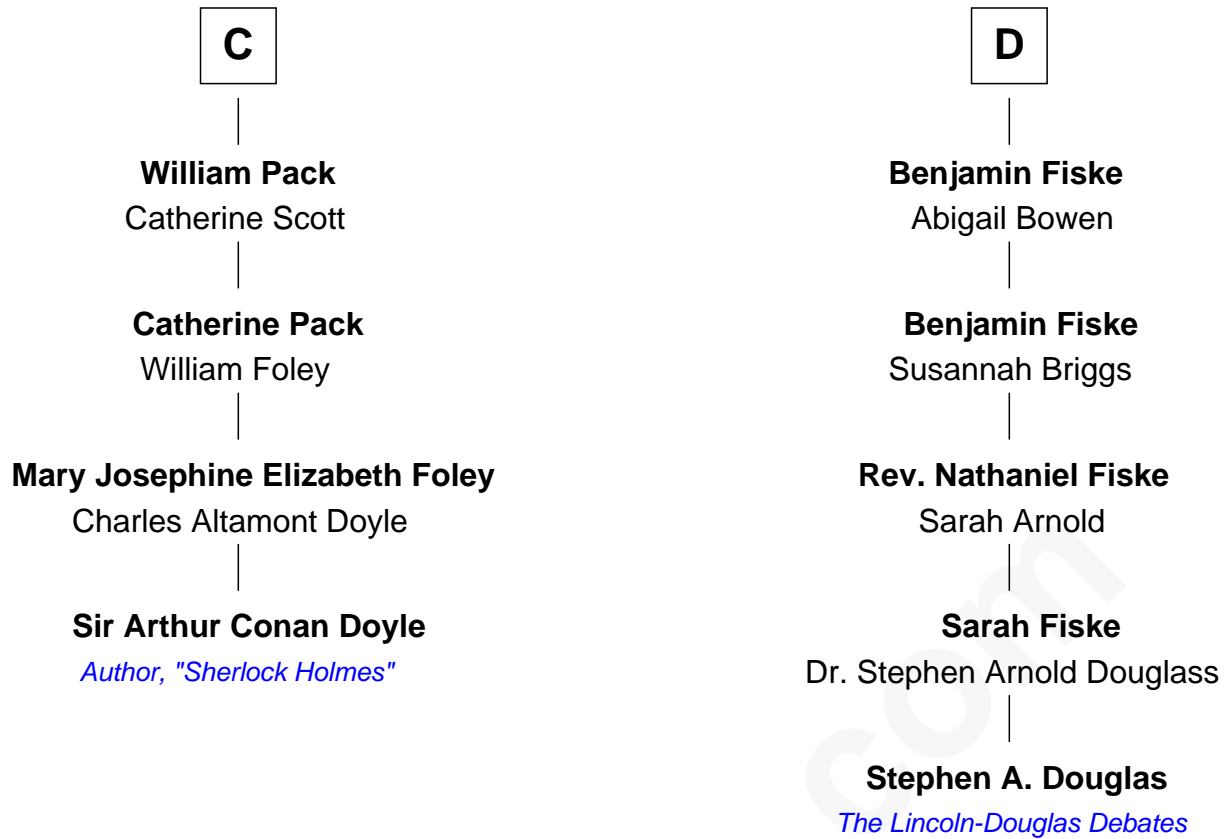 C
William Pack
Catherine Scott
Catherine Pack
William Foley
Mary Josephine Elizabeth Foley
Charles Altamont Doyle
Sir Arthur Conan Doyle
Author, "Sherlock Holmes"
D
Benjamin Fiske
Abigail Bowen
Benjamin Fiske
Susannah Briggs
Rev. Nathaniel Fiske
Sarah Arnold
Sarah Fiske
Dr. Stephen Arnold Douglass
Stephen A. Douglas
The Lincoln-Douglas Debates
com